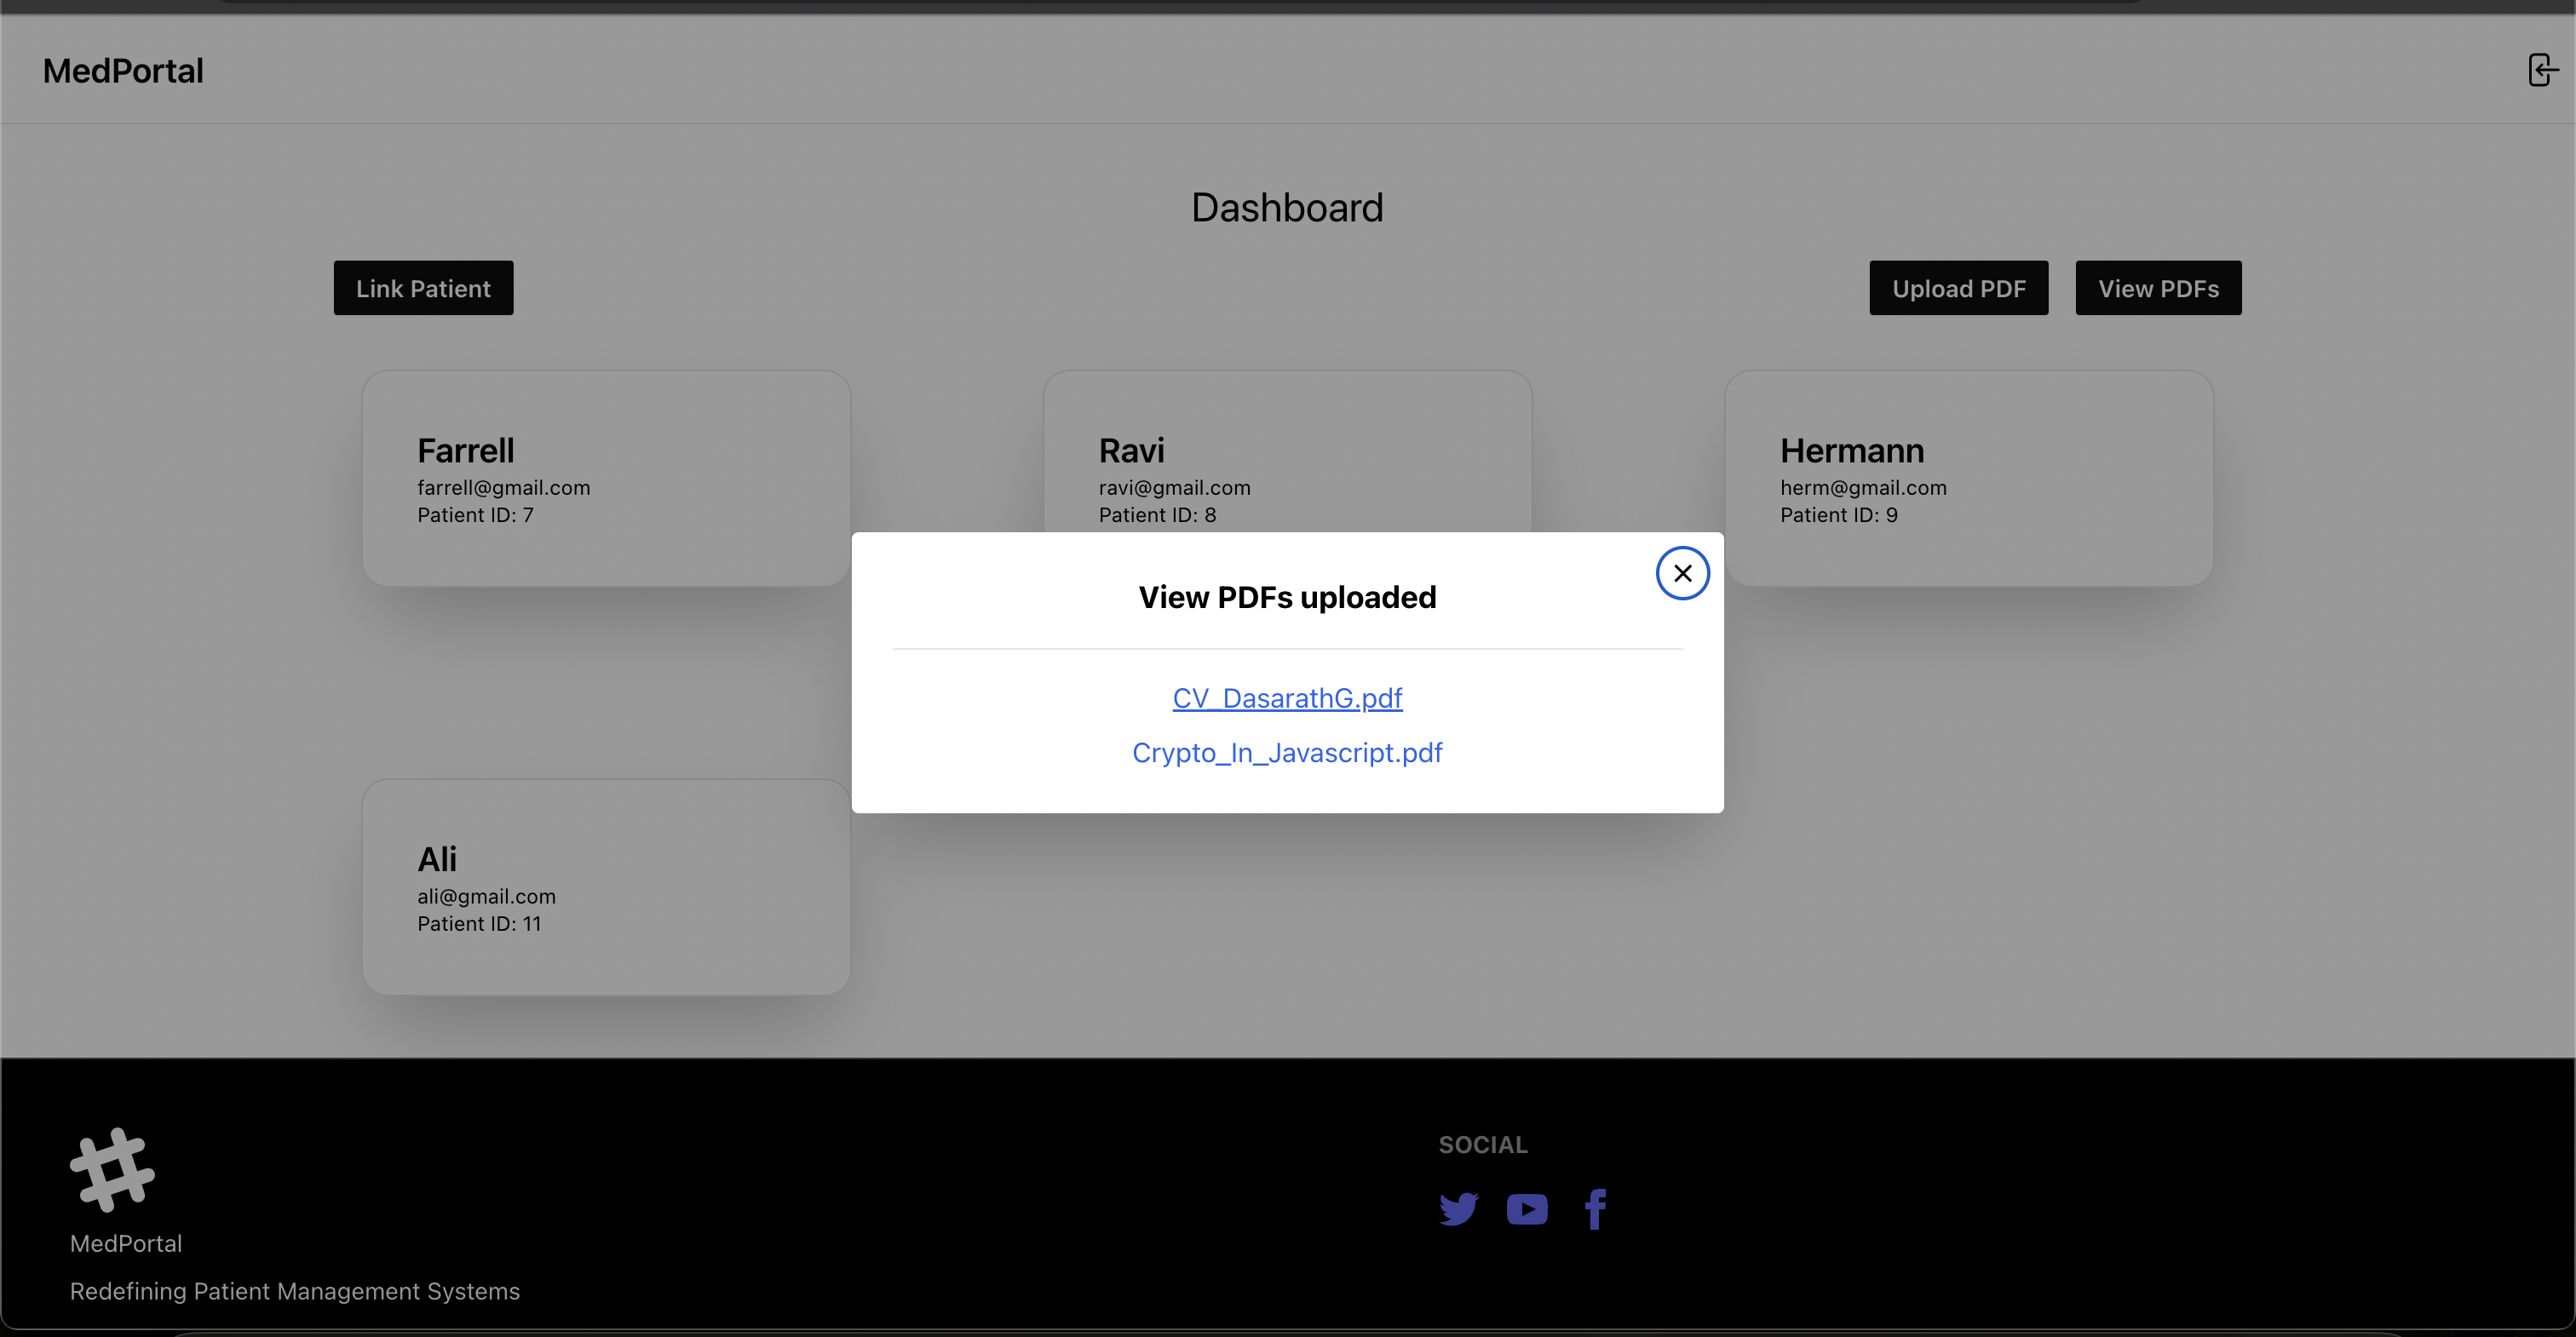 MedPortal
Dashboard
Link Patient
Upload PDF
View PDFs
Farrell
farrell@gmail.com
Patient ID: 7
Ravi
ravi@gmail.com
Patient ID: 8
Hermann
herm@gmail.com
Patient ID: 9
View PDFs uploaded
CV_DasarathG.pdf
Crypto_In_Javascript.pdf
Ali
ali@gmail.com
Patient ID: 11
MedPortal
Redefining Patient Management Systems
SOCIAL